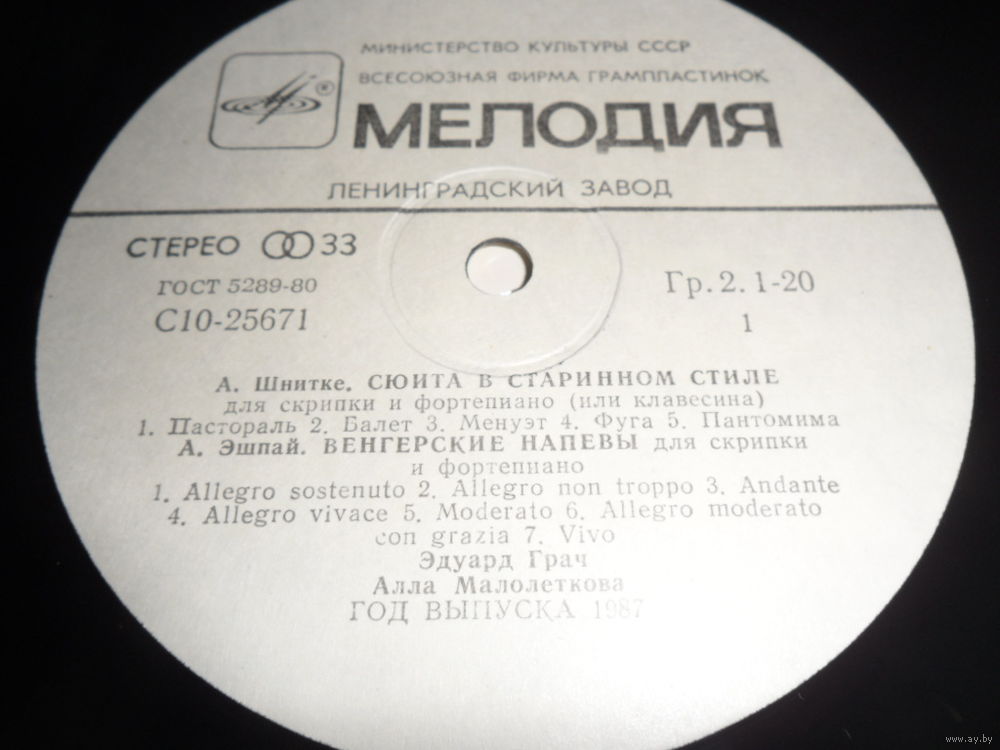 МИНИСТЕРСТВО КУЛЬТУРЫ СССР
ВСЕСОЮЗНАЯ ФИРМА ГРАМПЛАСТИНОК
®
МЕЛОДИЯ
ЛЕНИНГРАДСКИЙ ЗАВОД
СТЕРЕО 33
ГОСТ 5289-80
Гр. 2. 1-20
С10-25671
1
А. Шнитке. СЮИТА В СТАРИННОМ СТИЛЕ
для скрипки и фортепиано (или клавесина)
1. Пастораль 2. Балет 3. Менуэт 4. Фуга 5. Пантомима
А. Эшпай. ВЕНГЕРСКИЕ НАПЕВЫ для скрипки
и фортепиано
1. Allegro sostenuto 2. Allegro non troppo 3. Andante
4. Allegro vivace 5. Moderato 6. Allegro moderato
con grazia 7. Vivo
Эдуард Грач
Алла Малолеткова
ГОД ВЫПУСКА 1987
www.ay.by